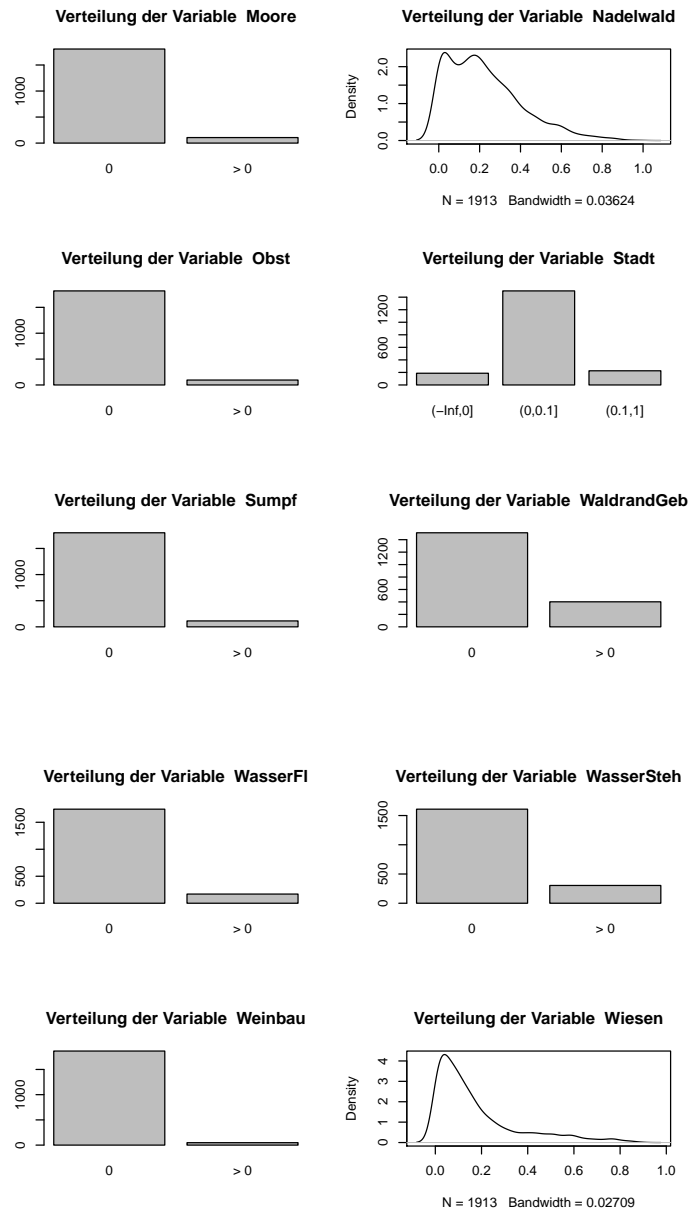 Verteilung der Variable Moore
0 1000
0 > 0
Verteilung der Variable Nadelwald
Density
0.0 1.0 2.0
0.0 0.2 0.4 0.6 0.8 1.0
N = 1913 Bandwidth = 0.03624
Verteilung der Variable Obst
0 1000
0 > 0
Verteilung der Variable Stadt
0 600 1200
(−Inf,0] (0,0.1] (0.1,1]
Verteilung der Variable Sumpf
0 1000
0 > 0
Verteilung der Variable WaldrandGeb
0 600 1200
0 > 0
Verteilung der Variable WasserFl
0 500 1500
0 > 0
Verteilung der Variable WasserSteh
0 500 1500
0 > 0
Verteilung der Variable Weinbau
0 1000
0 > 0
Verteilung der Variable Wiesen
Density
0 1 2 3 4
0.0 0.2 0.4 0.6 0.8 1.0
N = 1913 Bandwidth = 0.02709